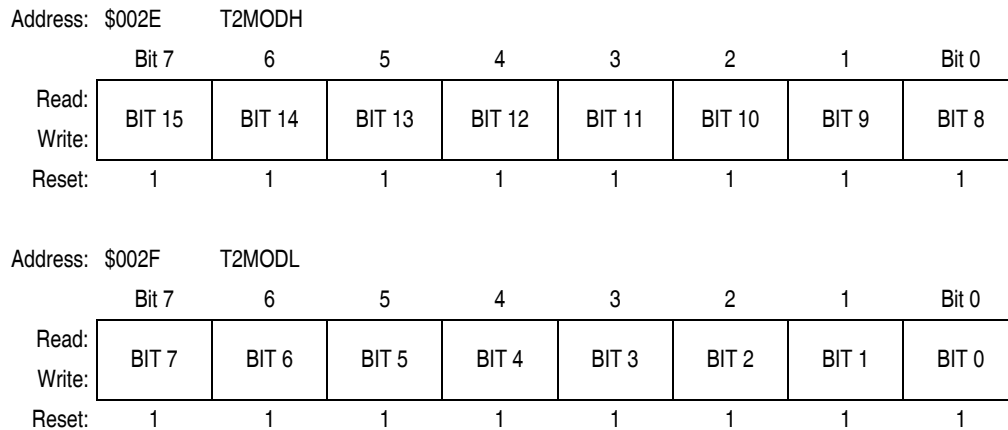 Address: $002E T2MODH
Bit 7 6 5 4 3 2 1 Bit 0
Read:
BIT 15 BIT 14 BIT 13 BIT 12 BIT 11 BIT 10 BIT 9 BIT 8
Write:
Reset: 1 1 1 1 1 1 1 1
Address: $002F T2MODL
Bit 7 6 5 4 3 2 1 Bit 0
Read:
BIT 7 BIT 6 BIT 5 BIT 4 BIT 3 BIT 2 BIT 1 BIT 0
Write:
Reset: 1 1 1 1 1 1 1 1